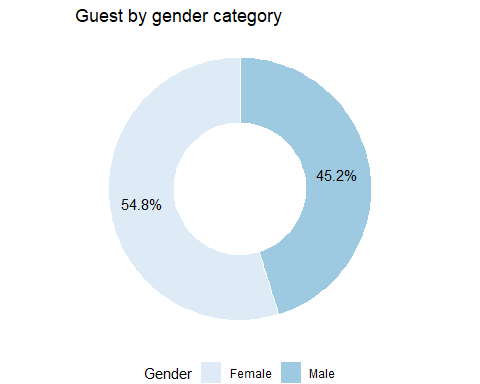 Guest by gender category
45.2%
54.8%
Gender Female Male